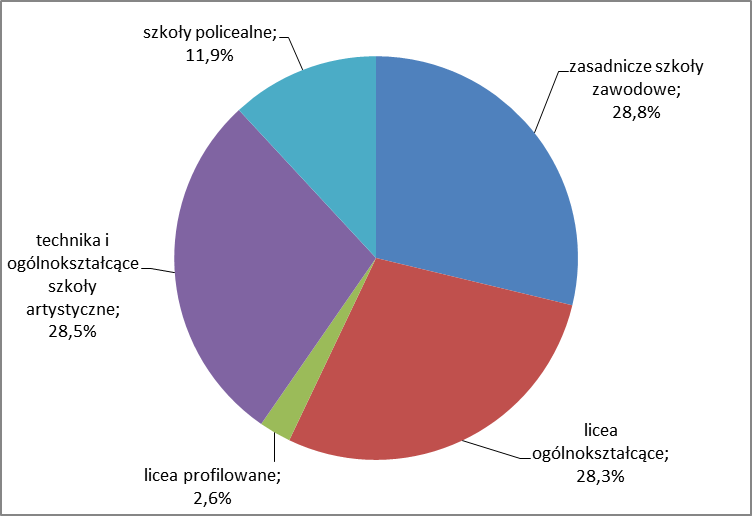 szkoły policealne;
11,9%
zasadnicze szkoły
zawodowe;
28,8%
technika i
ogólnokształcące
szkoły
artystyczne;
28,5%
licea
ogólnokształcące;
28,3%
licea profilowane;
2,6%